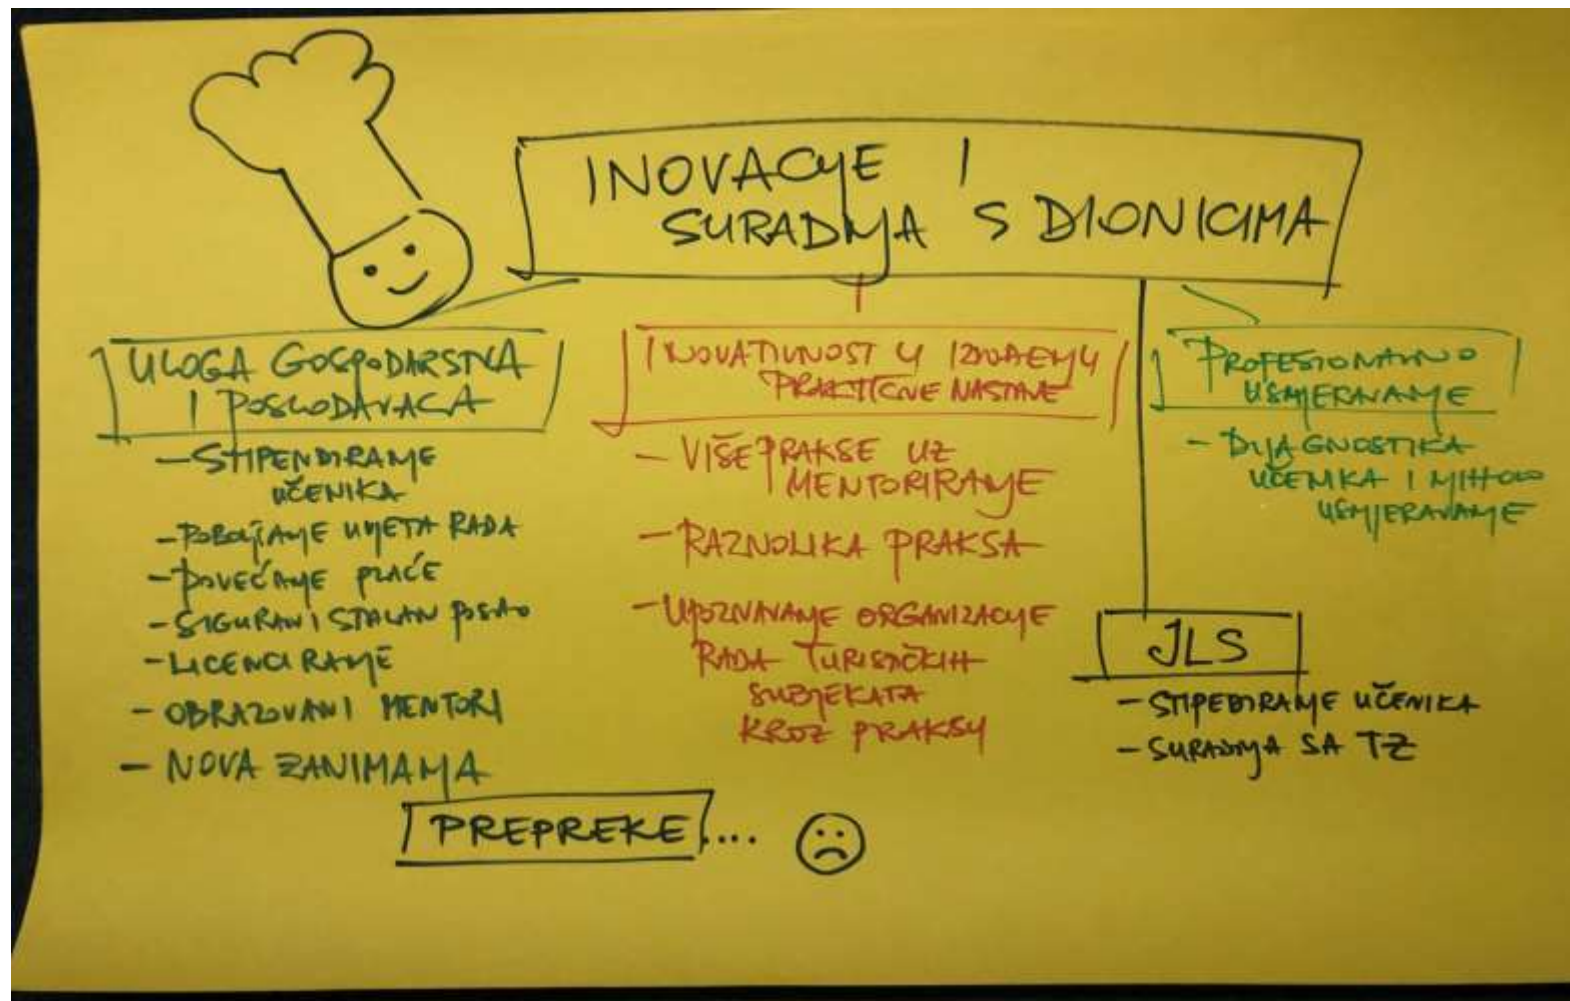 INOVACIJE I
SURADNJA S DIONICIMA
ULOGA GOSPODARSTVA
I POSLODAVACA
- STIPENDIRANJE
UČENIKA
- POBOLJŠANJE UVJETA RADA
- POVEĆANJE PLAĆE
- SIGURAN I STALAN POSAO
- LICENCIRANJE
- OBRAZOVANI MENTORI
- NOVA ZANIMANJA
INOVATIVNOST U IZVOĐENJU
PRAKTIČNE NASTAVE
- VIŠE PRAKSE UZ
MENTORIRANJE
- RAZNOLIKA PRAKSA
- UPOZNAVANJE ORGANIZACIJE
RADA TURISTIČKIH
SUBJEKATA
KROZ PRAKSU
PROFESIONALNO
USMJERAVANJE
- DIJAGNOSTIKA
UČENIKA I NJIHOVO
USMJERAVANJE
JLS
- STIPEDIRANJE UČENIKA
- SURADNJA SA TZ
PREPREKE....